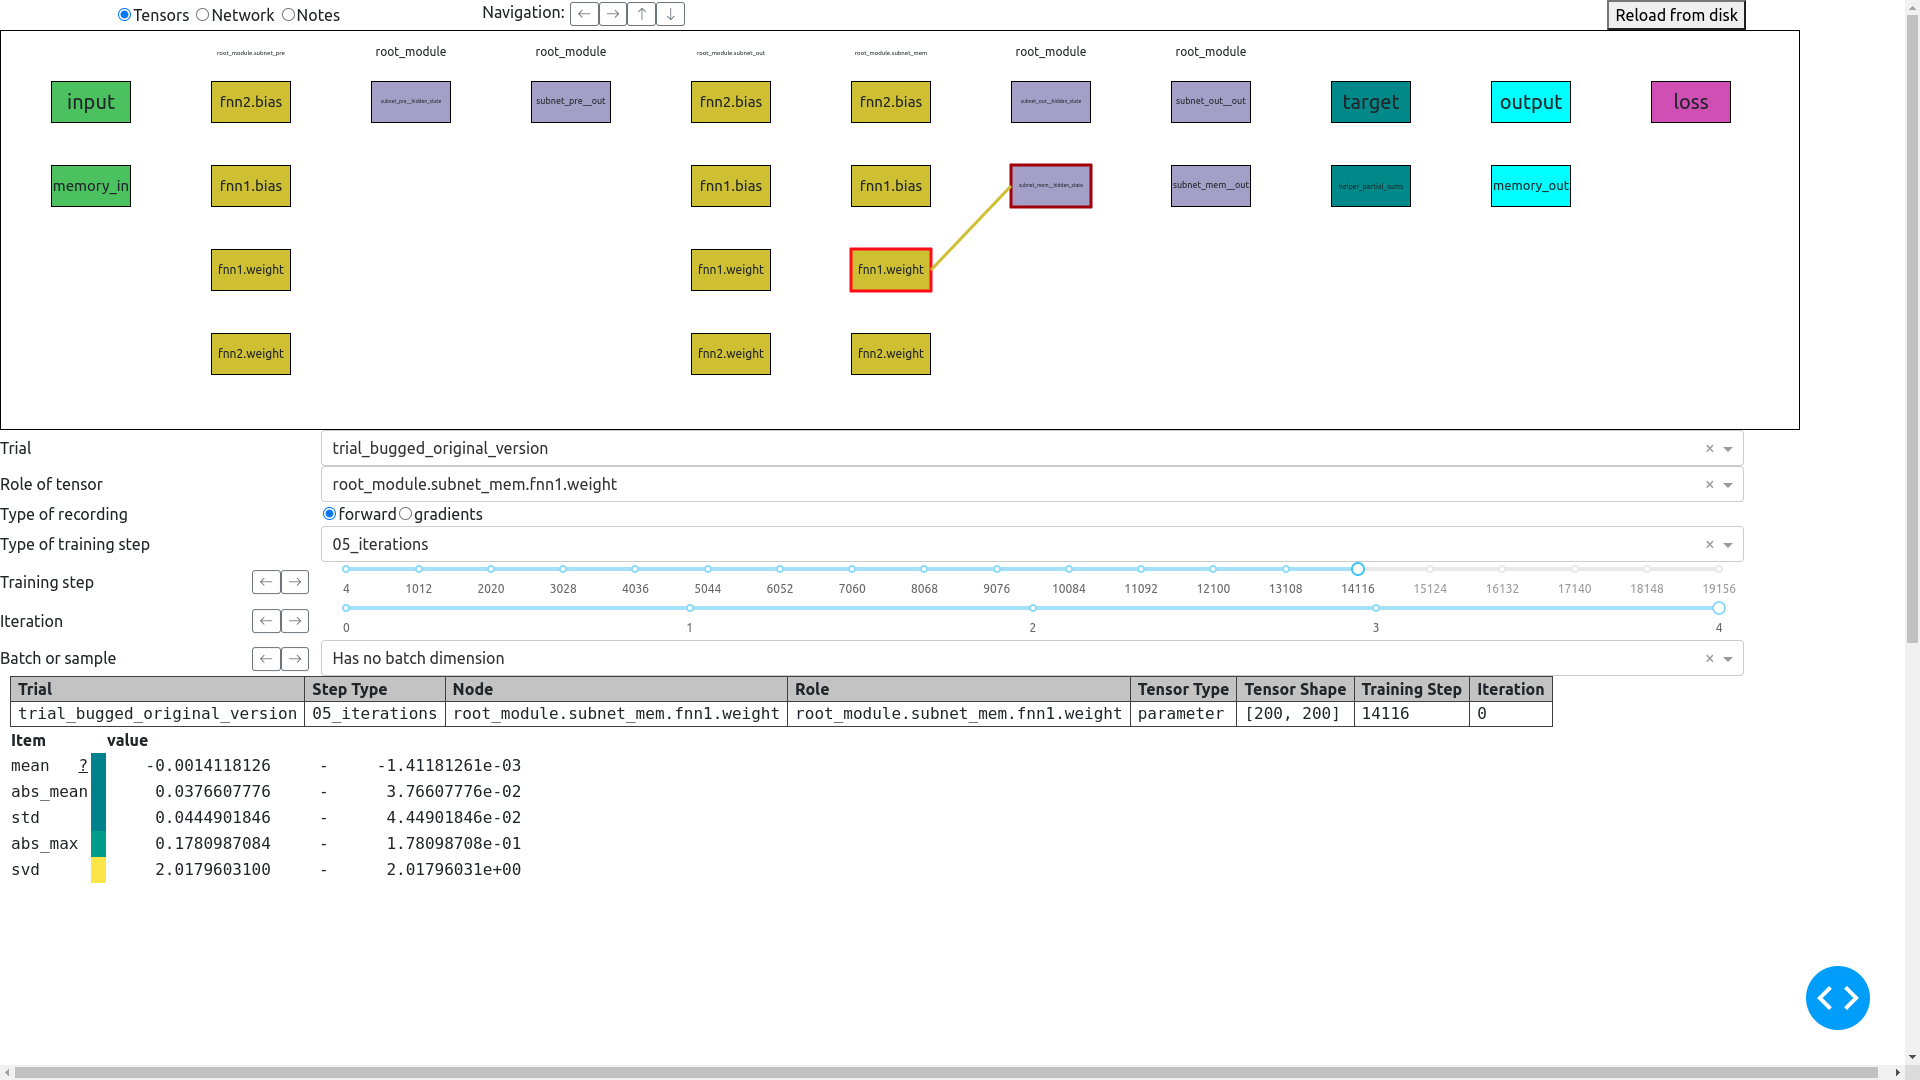 Tensors Network Notes Navigation: ← → ↑ ↓ Reload from disk
root_module.subnet_pre root_module root_module root_module.subnet_out root_module.subnet_mem root_module root_module
input fnn2.bias subnet_pre__hidden_state subnet_pre__out fnn2.bias fnn2.bias subnet_out__hidden_state subnet_out__out target output loss
memory_in fnn1.bias fnn1.bias fnn1.bias subnet_mem__hidden_state subnet_mem__out helper_partial_sums memory_out
fnn1.weight fnn1.weight fnn1.weight
fnn2.weight fnn2.weight fnn2.weight
Trial trial_bugged_original_version × 
Role of tensor root_module.subnet_mem.fnn1.weight ×
Type of recording forward gradients
Type of training step 05_iterations ×
Training step ← →
4 1012 2020 3028 4036 5044 6052 7060 8068 9076 10084 11092 12100 13108 14116 15124 16132 17140 18148 19156
Iteration ← →
0 1 2 3 4
Batch or sample ← → Has no batch dimension ×
Trial Step Type Node Role Tensor Type Tensor Shape Training Step Iteration
trial_bugged_original_version 05_iterations root_module.subnet_mem.fnn1.weight root_module.subnet_mem.fnn1.weight parameter [200, 200] 14116 0
Item value
mean ? -0.0014118126 - -1.41181261e-03
abs_mean 0.0376607776 - 3.76607776e-02
std 0.0444901846 - 4.44901846e-02
abs_max 0.1780987084 - 1.78098708e-01
svd 2.0179603100 - 2.01796031e+00